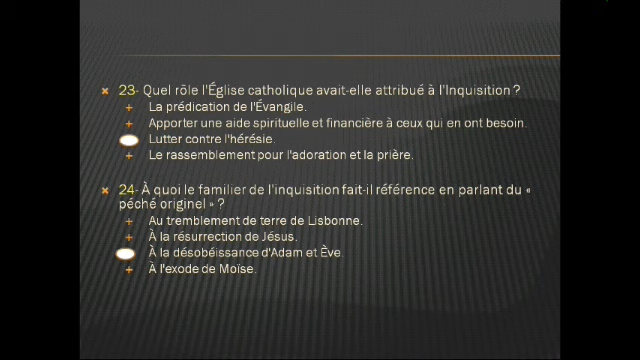 23- Quel rôle l'Église catholique avait-elle attribué à l'Inquisition ?
La prédication de l'Évangile.
Apporter une aide spirituelle et financière à ceux qui en ont besoin.
Lutter contre l'hérésie.
Le rassemblement pour l'adoration et la prière.
24- À quoi le familier de l'inquisition fait-il référence en parlant du «
péché originel » ?
Au tremblement de terre de Lisbonne.
À la résurrection de Jésus.
À la désobéissance d'Adam et Ève.
À l'exode de Moïse.